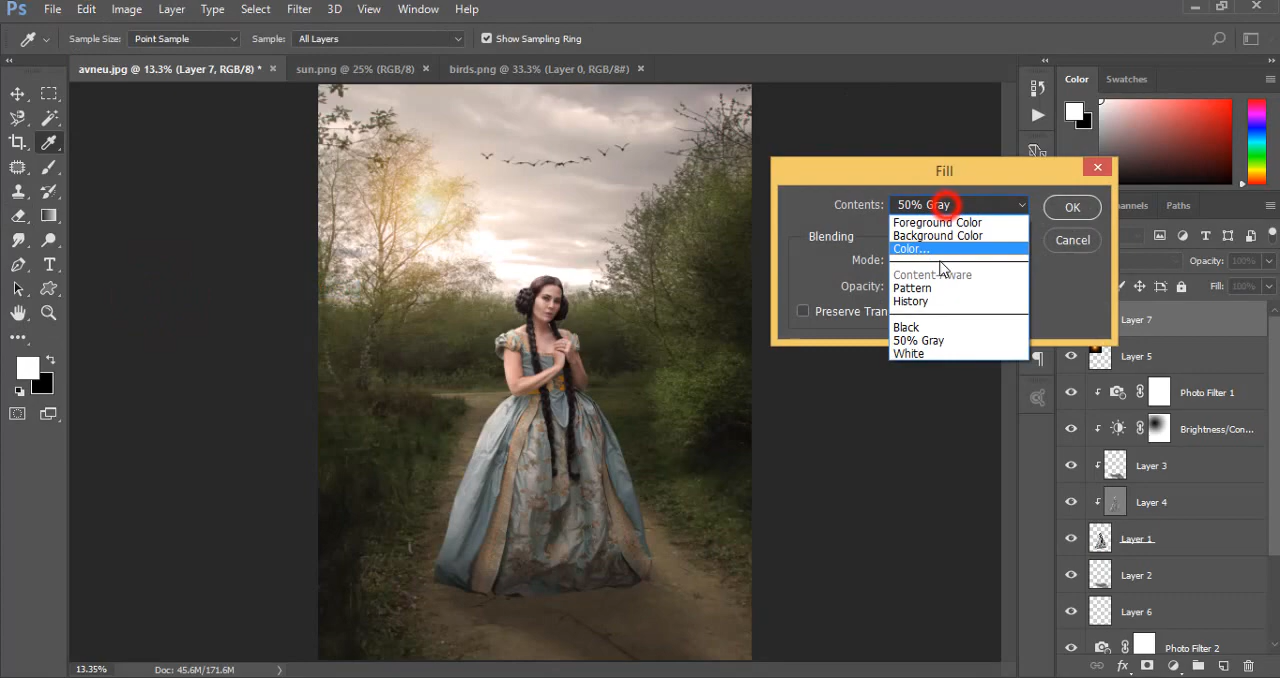 Ps File Edit Image Layer Type Select Filter 3D View Window Help
Sample Size: Point Sample Sample: All Layers Show Sampling Ring
avneu.jpg @ 13.3% (Layer 7, RGB/8) * × sun.png @ 25% (RGB/8) × birds.png @ 33.3% (Layer 0, RGB/8#) ×
Color Swatches
Fill
Contents: 50% Gray
OK
Foreground Color
Background Color
Color...
Content-Aware
Pattern
History
Black
50% Gray
White
Blending
Mode:
Opacity:
Preserve Tran
Cancel
annels Paths
Opacity: 100%
Fill: 100%
Layer 7
Layer 5
Photo Filter 1
Brightness/Con...
Layer 3
Layer 4
Layer 1
Layer 2
Layer 6
Photo Filter 2
fx
13.35% Doc: 45.6M/171.6M